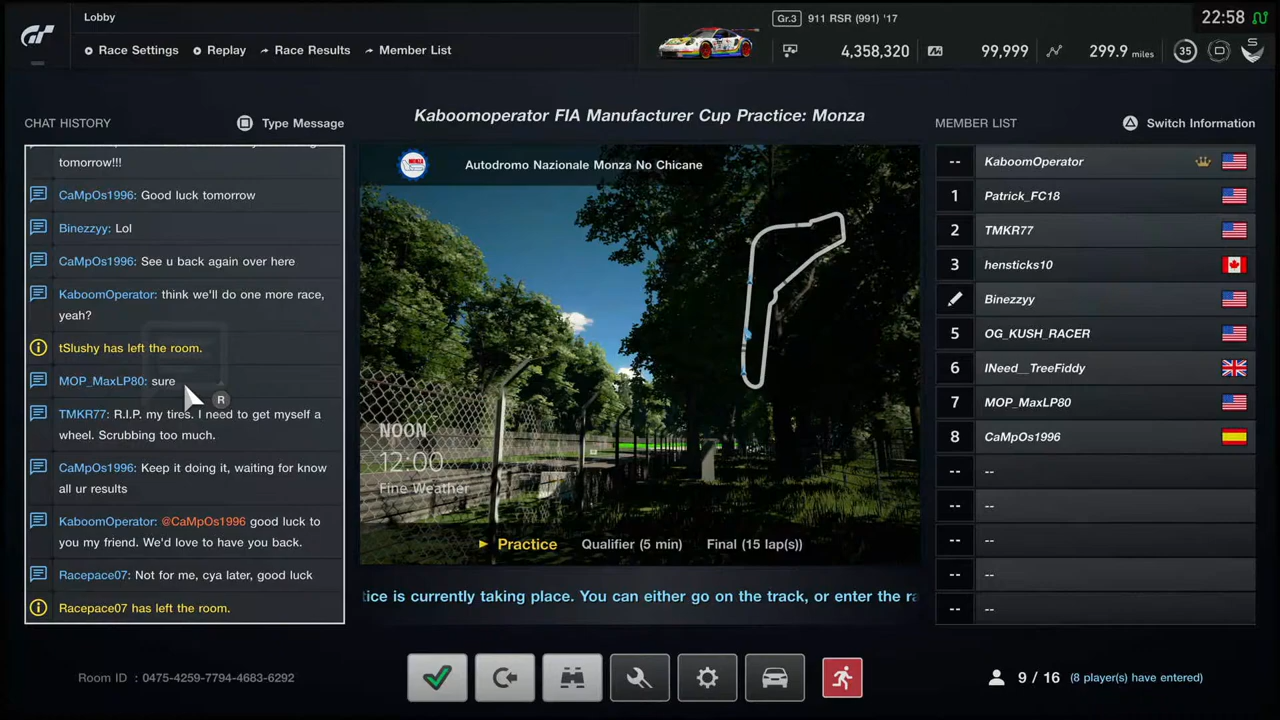 Lobby
Gr.3 911 RSR (991) '17
22:58
Race Settings Replay Race Results Member List
4,358,320 99,999 299.9 miles 35 S
CHAT HISTORY
Type Message
tomorrow!!!
CaMpOs1996: Good luck tomorrow
Binezzyy: Lol
CaMpOs1996: See u back again over here
KaboomOperator: think we'll do one more race,
yeah?
tSlushy has left the room.
MOP_MaxLP80: sure
R
TMKR77: R.I.P. my tires. I need to get myself a
wheel. Scrubbing too much.
CaMpOs1996: Keep it doing it, waiting for know
all ur results
KaboomOperator: @CaMpOs1996 good luck to
you my friend. We'd love to have you back.
Racepace07: Not for me, cya later, good luck
Racepace07 has left the room.
Room ID : 0475-4259-7794-4683-6292
Kaboomoperator FIA Manufacturer Cup Practice: Monza
MONZA
Autodromo Nazionale Monza No Chicane
NOON
12:00
Fine Weather
Practice Qualifier (5 min) Final (15 lap(s))
tice is currently taking place. You can either go on the track, or enter the ra
MEMBER LIST
Switch Information
-- KaboomOperator
1 Patrick_FC18
2 TMKR77
3 hensticks10
Binezzyy
5 OG_KUSH_RACER
6 INeed__TreeFiddy
7 MOP_MaxLP80
8 CaMpOs1996
-- --
-- --
-- --
-- --
-- --
9 / 16 (8 player(s) have entered)